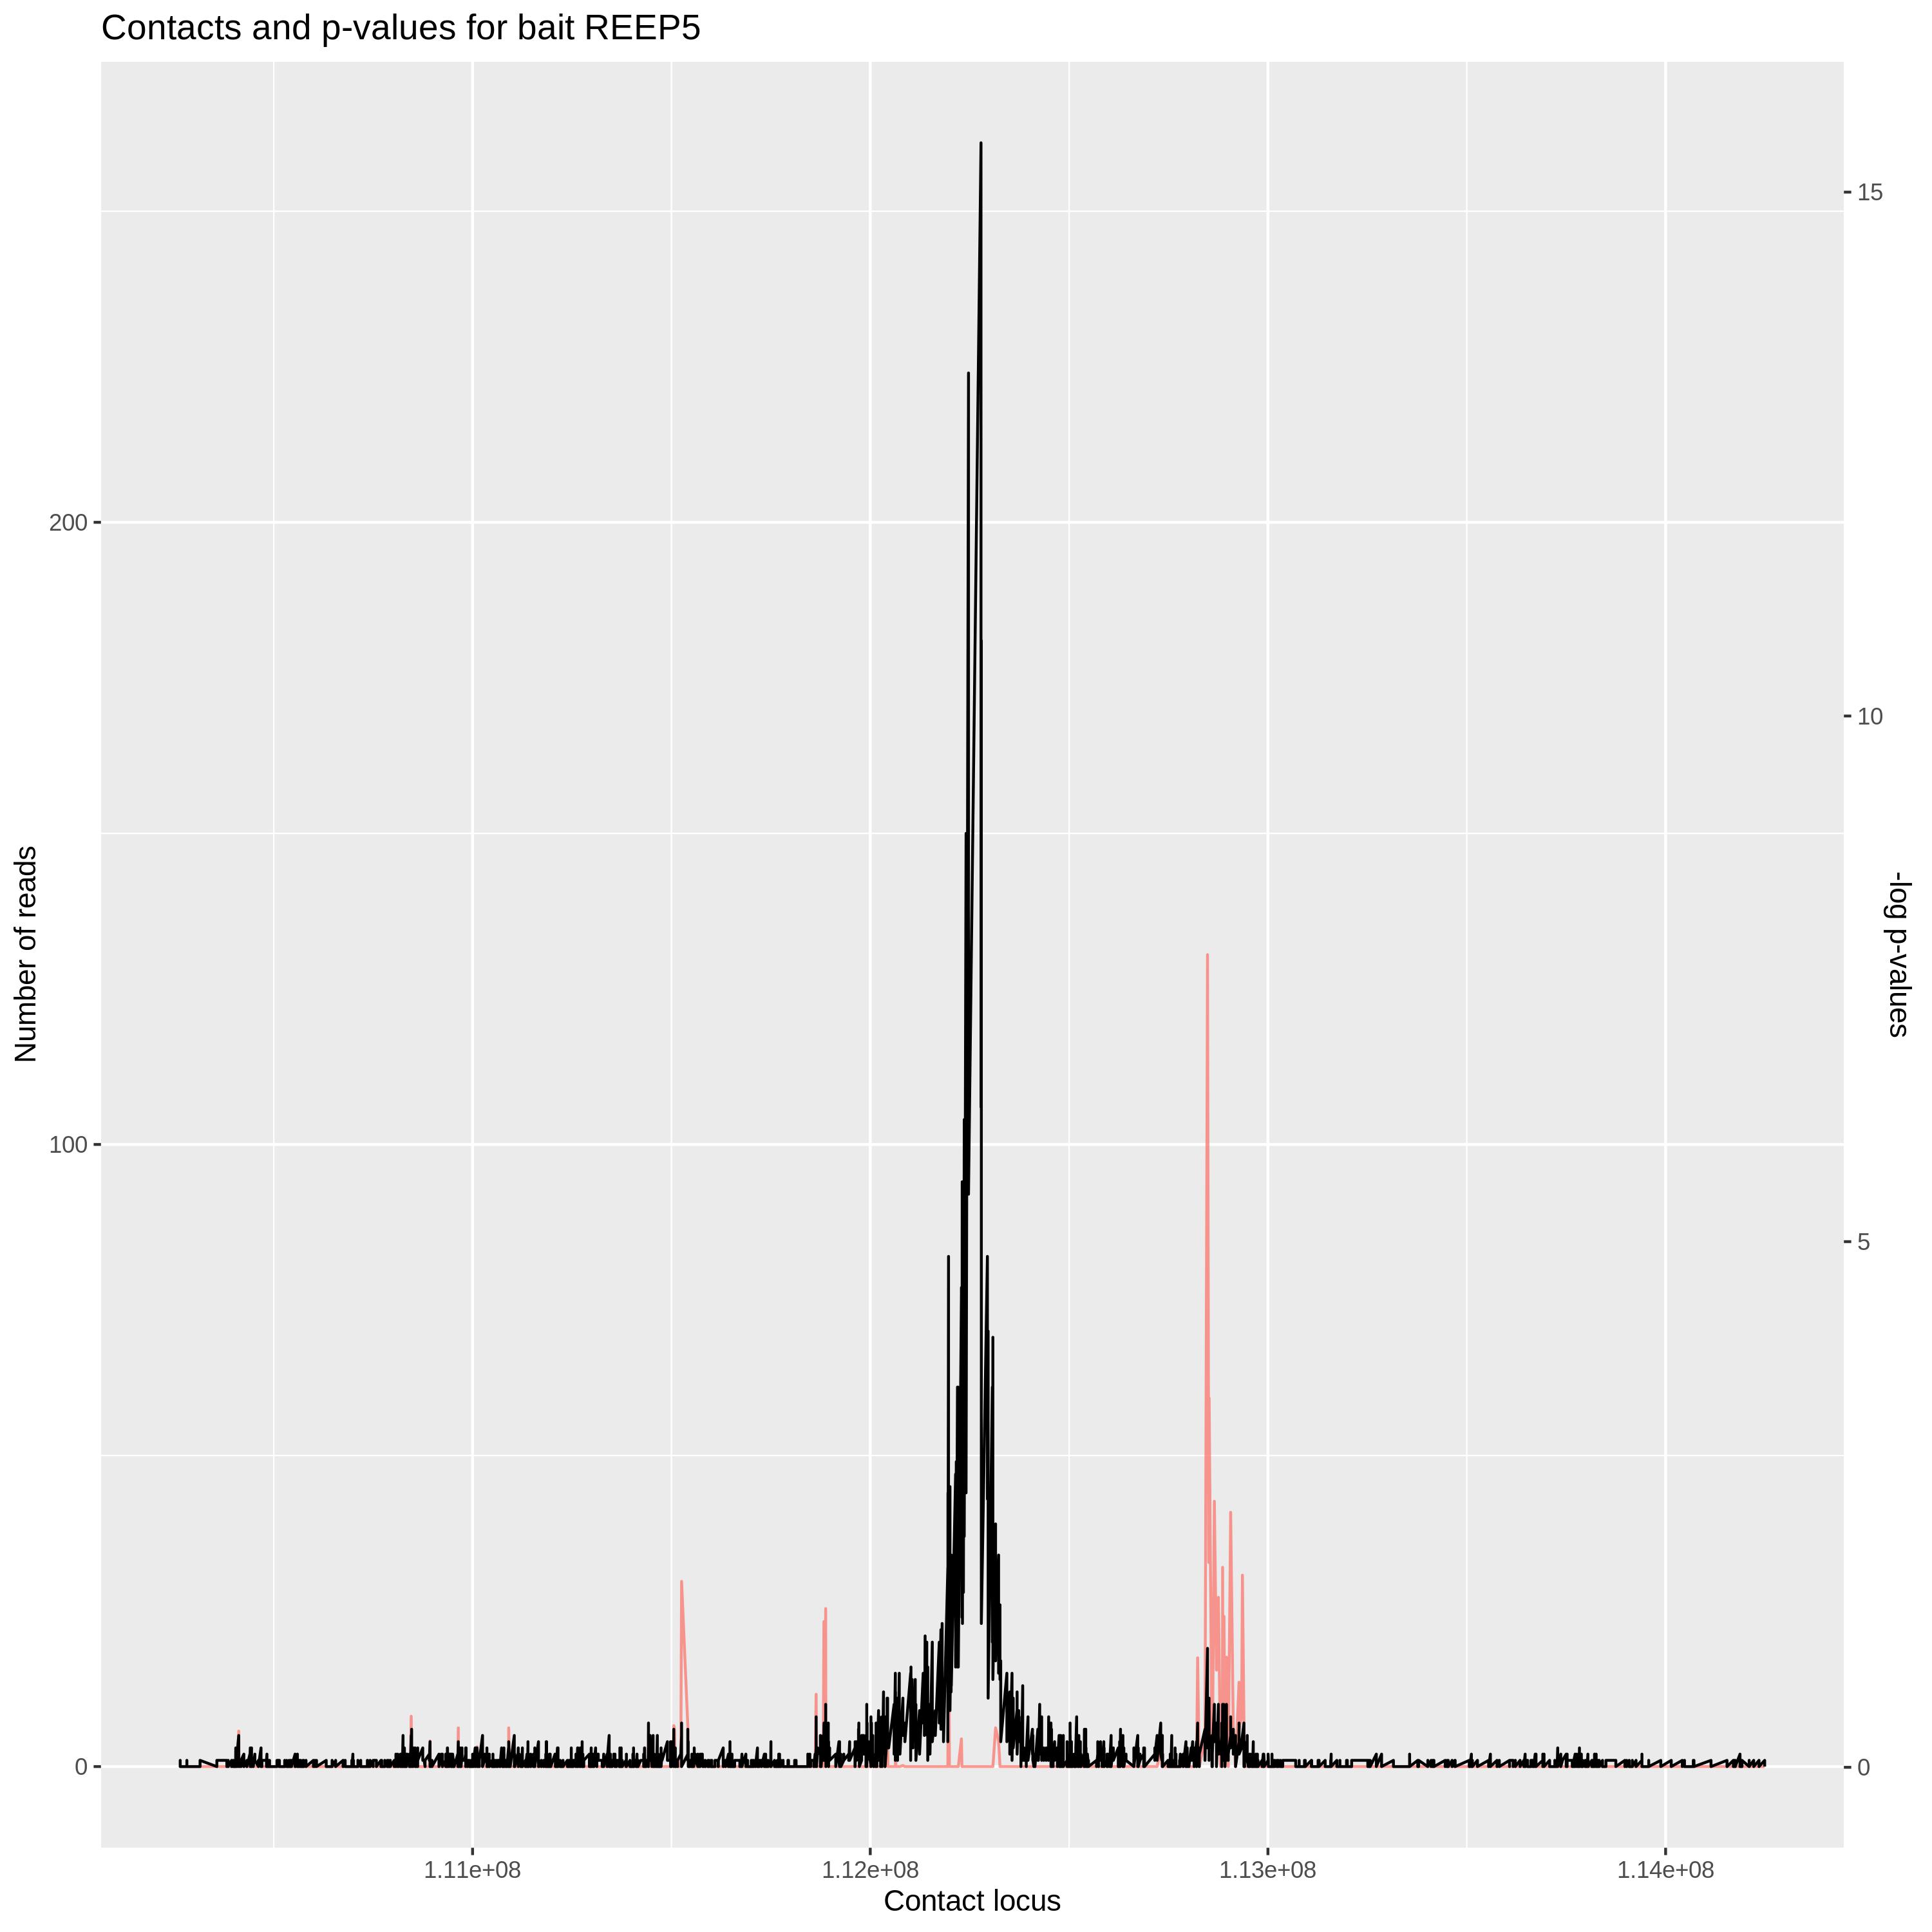 Contacts and p-values for bait REEP5
15
200
10
Number of reads
-log p-values
100
5
0
0
1.11e+08
1.12e+08
1.13e+08
1.14e+08
Contact locus